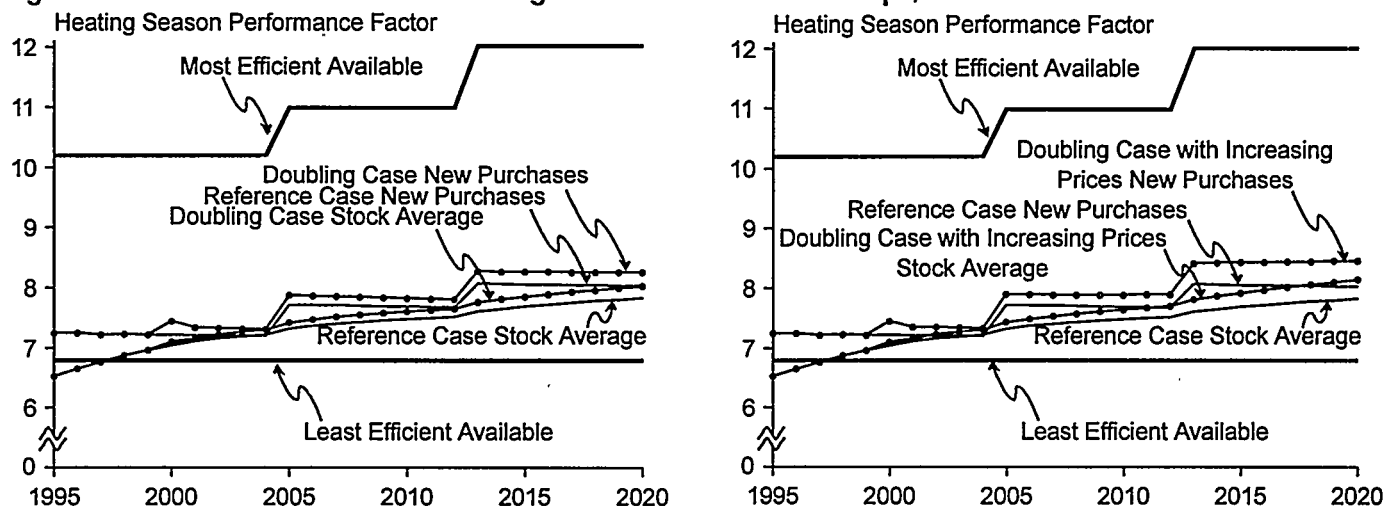 Heating Season Performance Factor
12
11
10
9
8
7
6
0
Most Efficient Available
Doubling Case New Purchases
Reference Case New Purchases
Doubling Case Stock Average
Reference Case Stock Average
Least Efficient Available
1995 2000 2005 2010 2015 2020
Heating Season Performance Factor
12
11
10
9
8
7
6
0
Most Efficient Available
Doubling Case with Increasing
Prices New Purchases
Reference Case New Purchases
Doubling Case with Increasing Prices
Stock Average
Reference Case Stock Average
Least Efficient Available
1995 2000 2005 2010 2015 2020